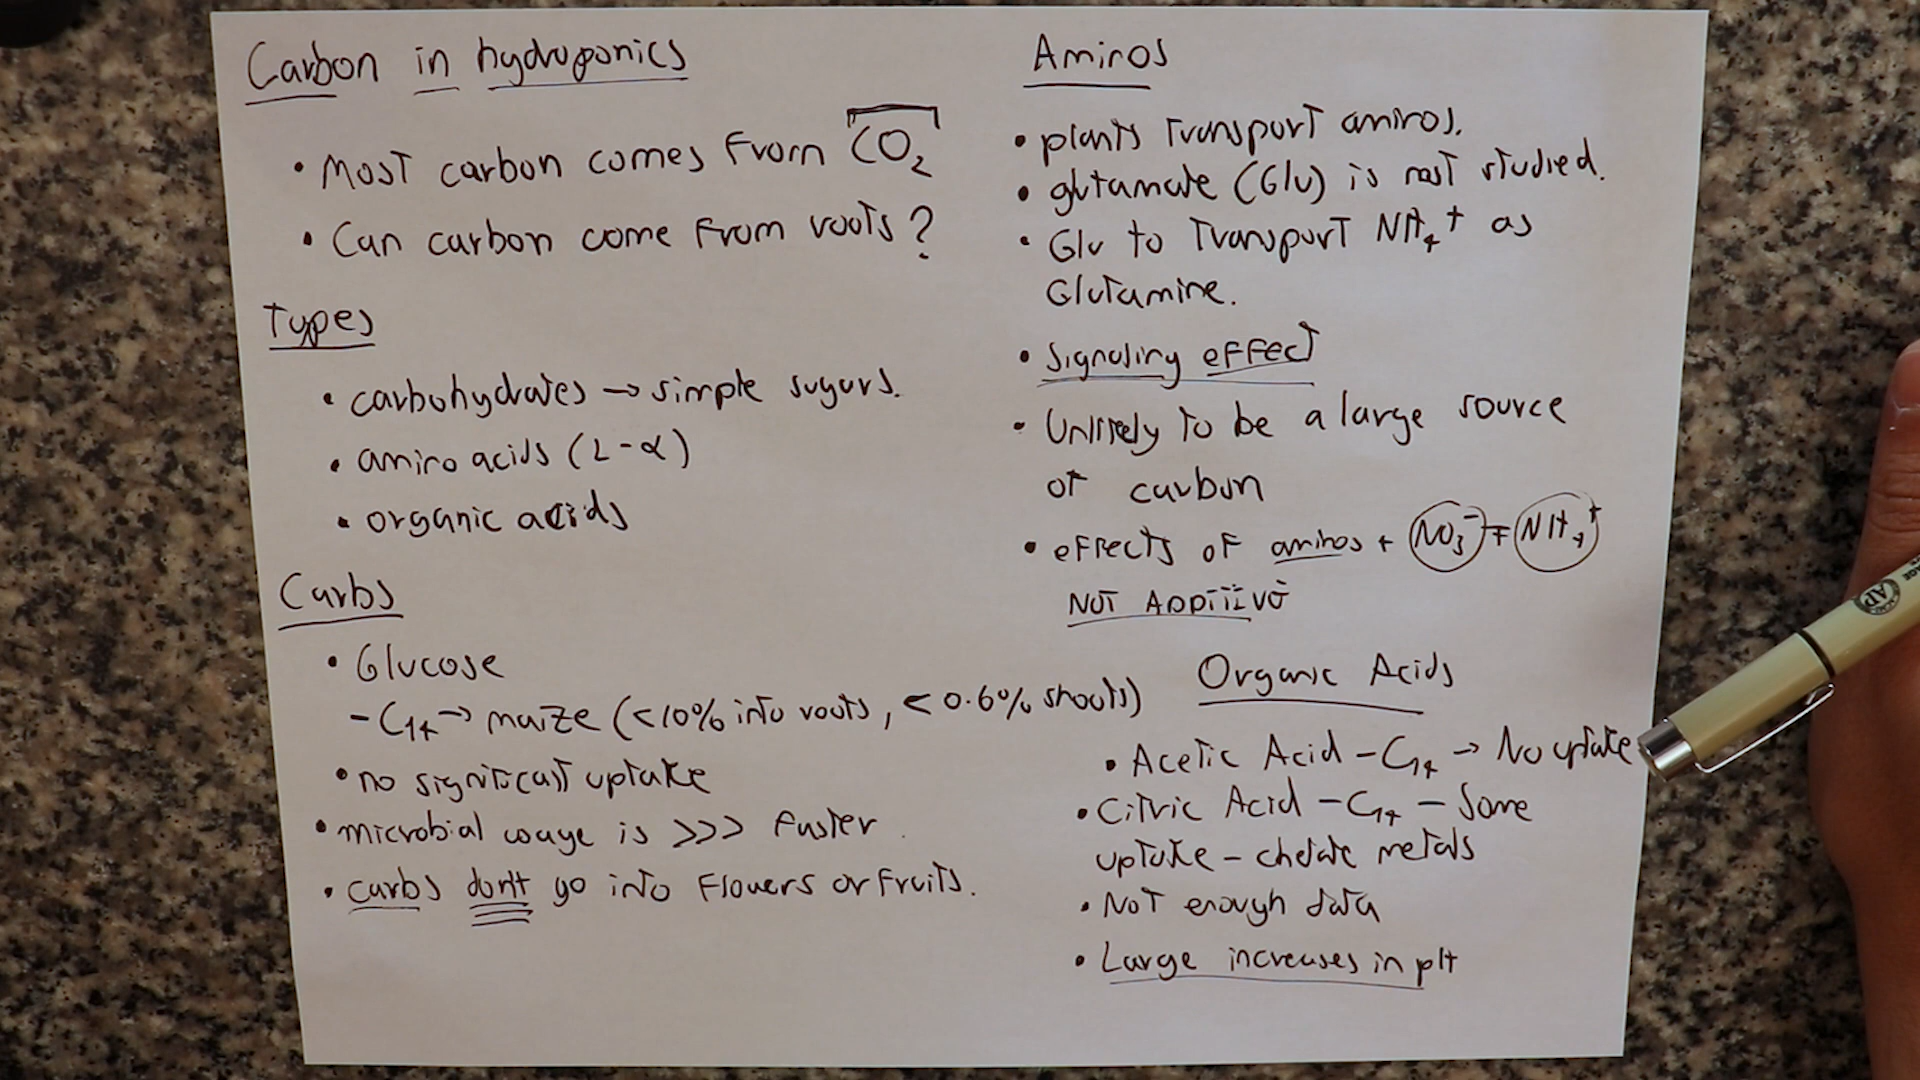 Carbon in hydroponics
• Most carbon comes from CO2
• Can carbon come from roots?
Types
• carbohydrates → simple sugars.
• amino acids (L-α)
• organic acids
Carbs
• Glucose
- C14 → maize (<10% into roots, <0.6% shoots)
• no significant uptake
• microbial usage is >>> faster
• carbs don't go into flowers or fruits.
Aminos
• plants transport aminos.
• glutamate (Glu) is most studied.
• Glu to transport NH4+ as
Glutamine.
• Signaling effect
• Unlikely to be a large source
of carbon
• effects of aminos + NO3- + NH4+
NOT ADDITIVE
Organic Acids
• Acetic Acid - C14 → No uptake
• Citric Acid - C14 - Some
uptake - chelate metals
• Not enough data
• Large increases in pH
AP